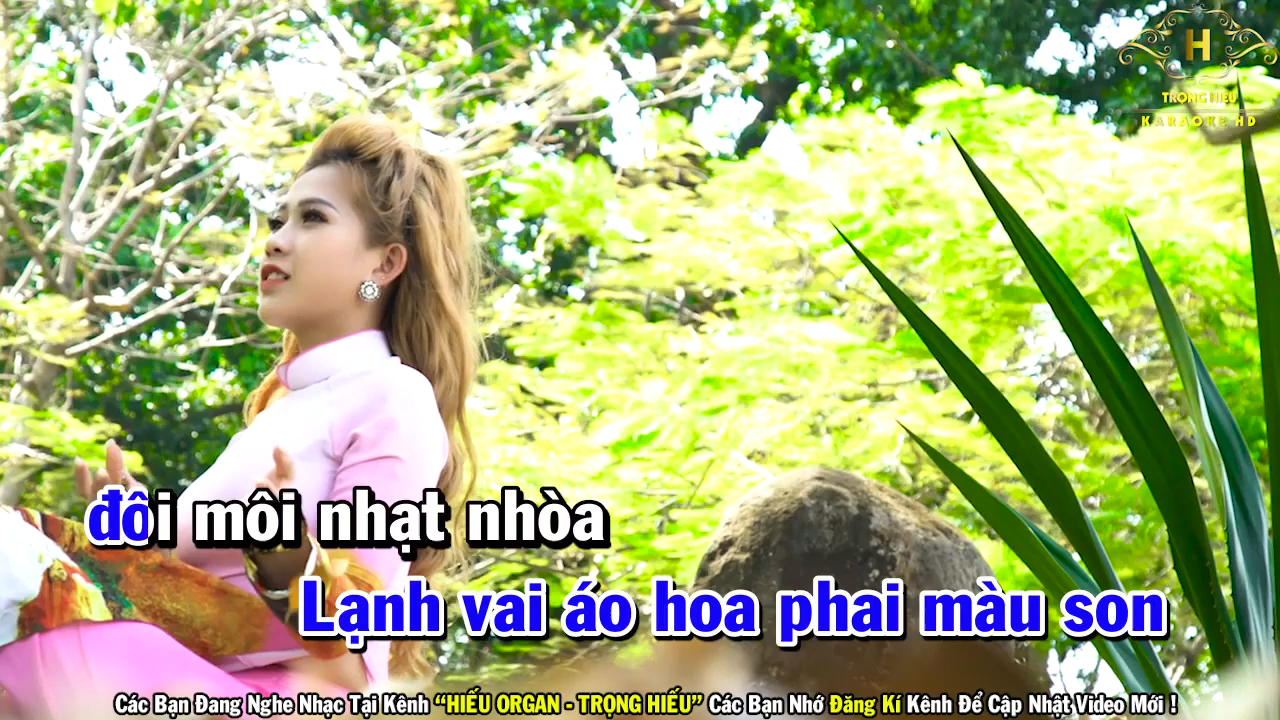 H
TRỌNG HIẾU
KARAOKE HD
đôi môi nhạt nhòa
Lạnh vai áo hoa phai màu son
Các Bạn Đang Nghe Nhạc Tại Kênh “HIẾU ORGAN - TRỌNG HIẾU” Các Bạn Nhớ Đăng Kí Kênh Để Cập Nhật Video Mới !